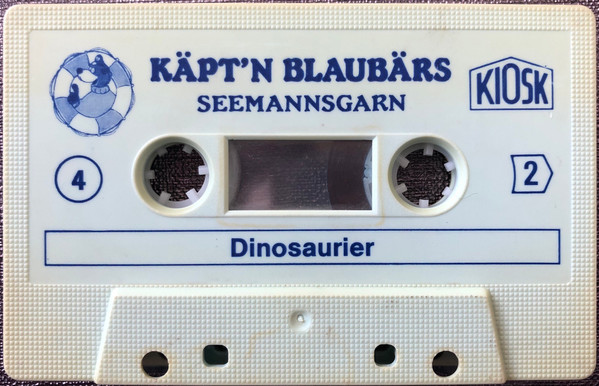 KÄPT'N BLAUBÄRS
SEEMANNSGARN
KIOSK
4
2
Dinosaurier